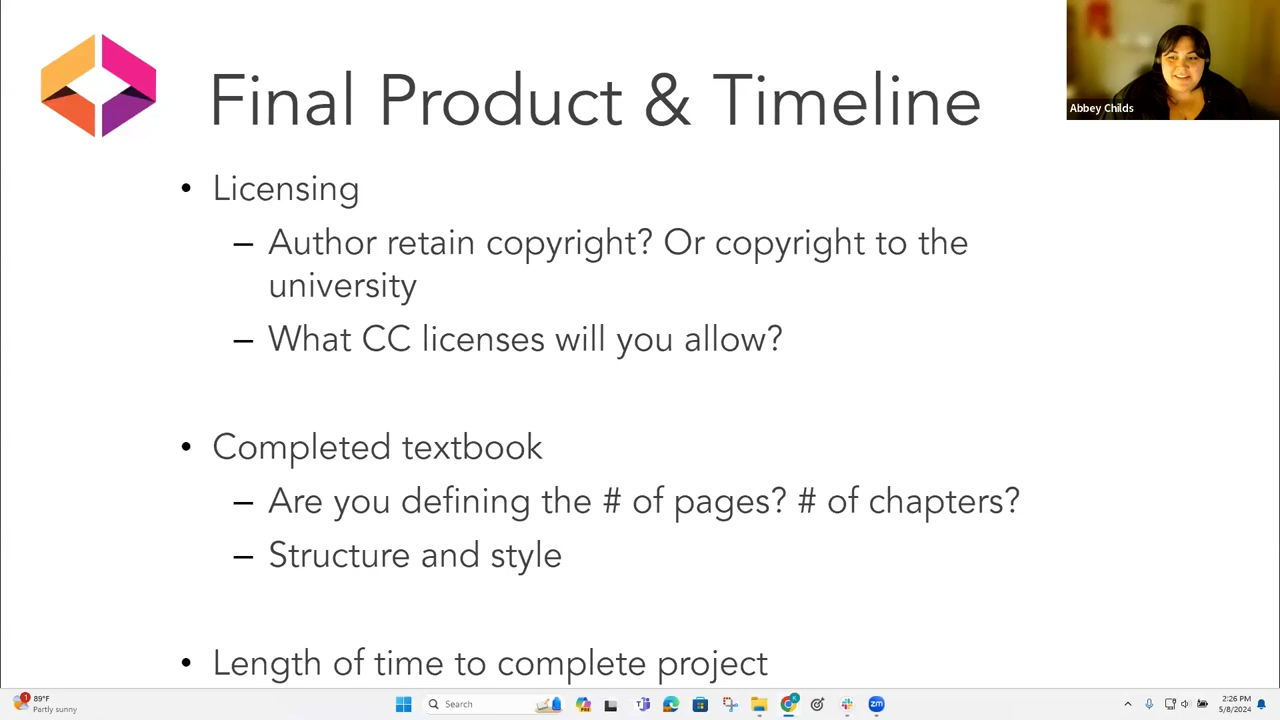 Final Product & Timeline
Abbey Childs
• Licensing
– Author retain copyright? Or copyright to the
university
– What CC licenses will you allow?
• Completed textbook
– Are you defining the # of pages? # of chapters?
– Structure and style
• Length of time to complete project
1
89°F
Partly sunny
Search
zm
2:26 PM
5/8/2024